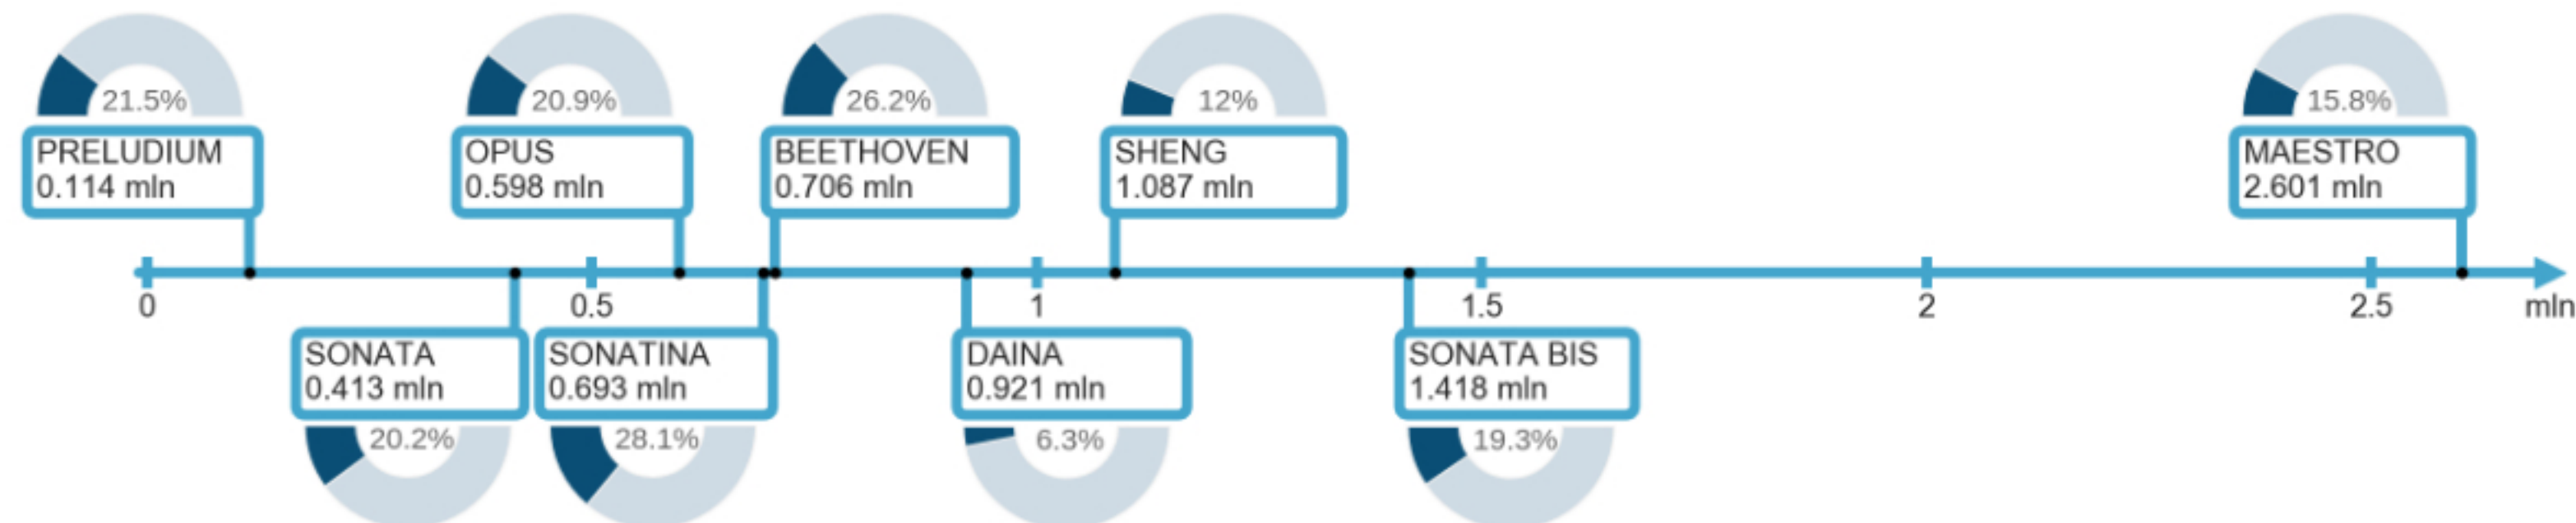 21.5%
PRELUDIUM
0.114 mln
20.9%
OPUS
0.598 mln
26.2%
BEETHOVEN
0.706 mln
12%
SHENG
1.087 mln
15.8%
MAESTRO
2.601 mln
0
0.5
1
1.5
2
2.5
mln
SONATA
0.413 mln
20.2%
SONATINA
0.693 mln
28.1%
DAINA
0.921 mln
6.3%
SONATA BIS
1.418 mln
19.3%